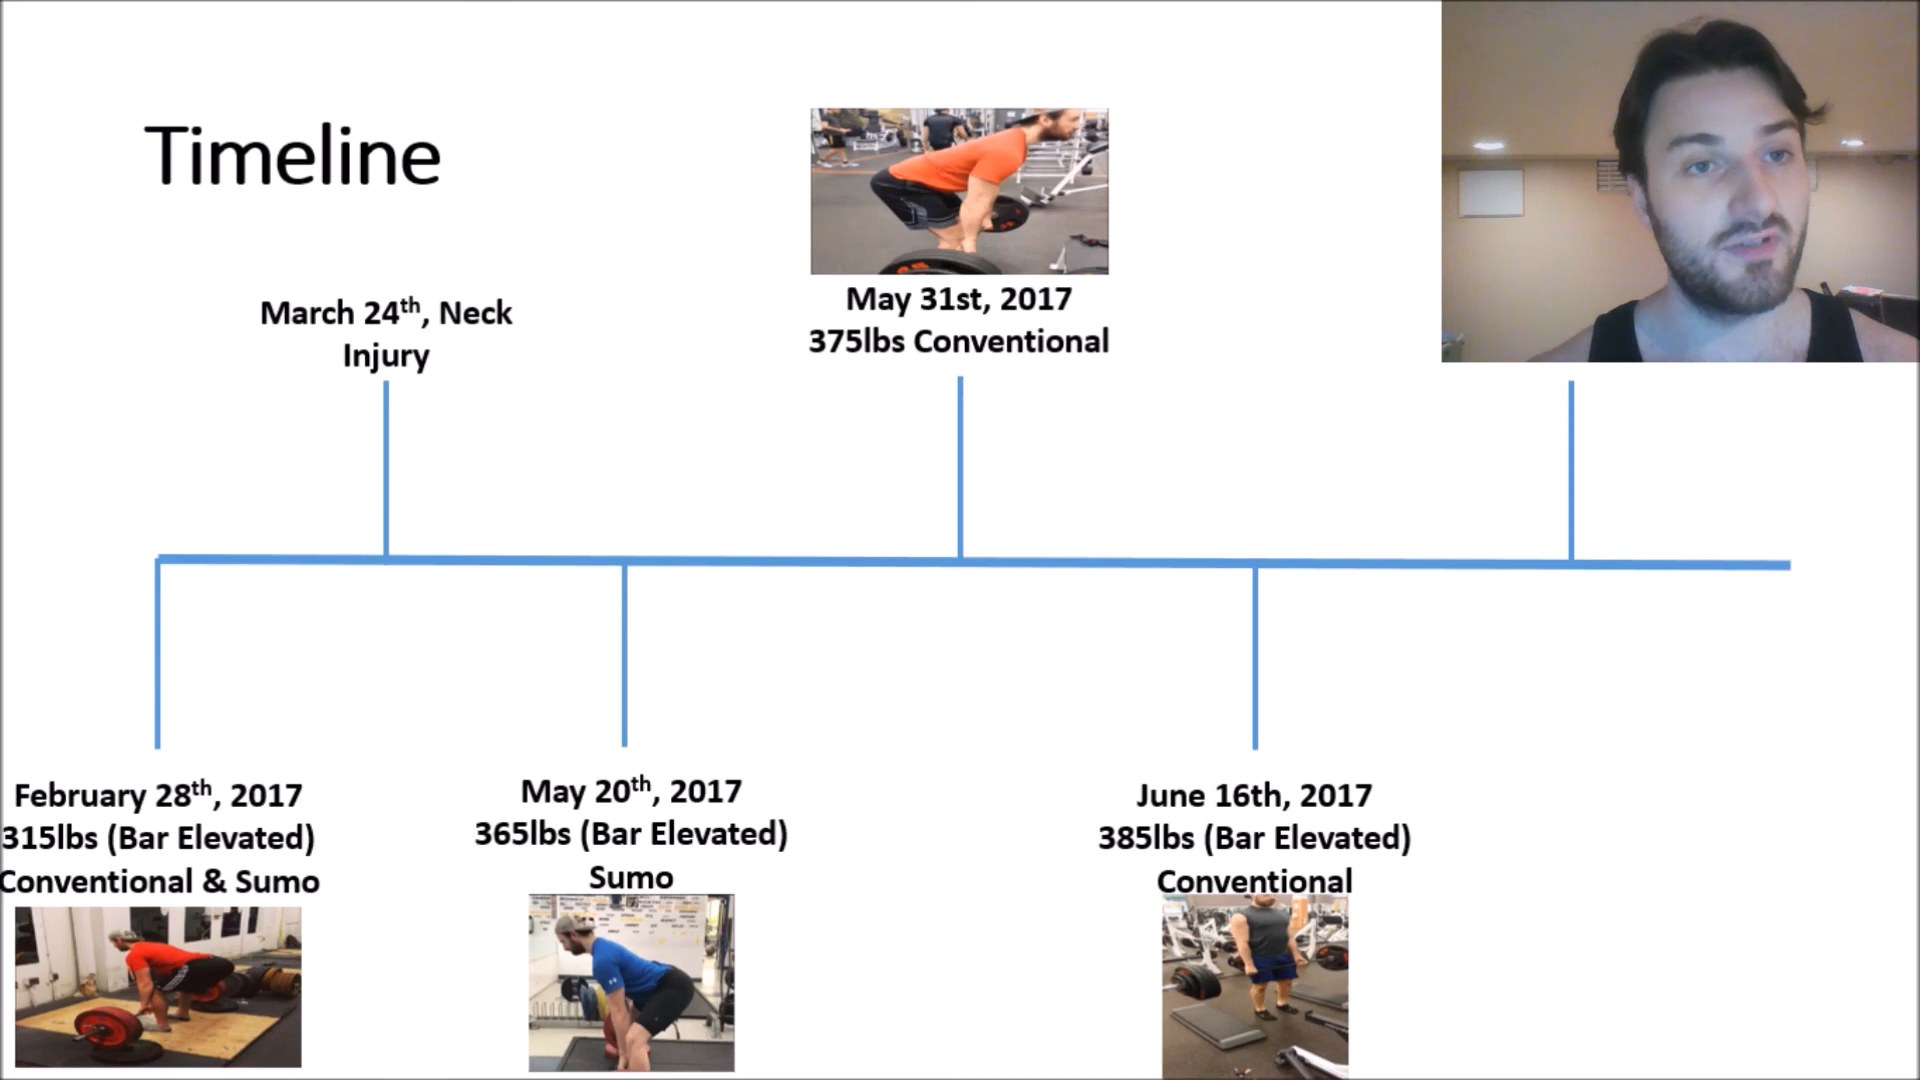 Timeline
March 24th, Neck
Injury
May 31st, 2017
375lbs Conventional
February 28th, 2017
315lbs (Bar Elevated)
Conventional & Sumo
May 20th, 2017
365lbs (Bar Elevated)
Sumo
June 16th, 2017
385lbs (Bar Elevated)
Conventional